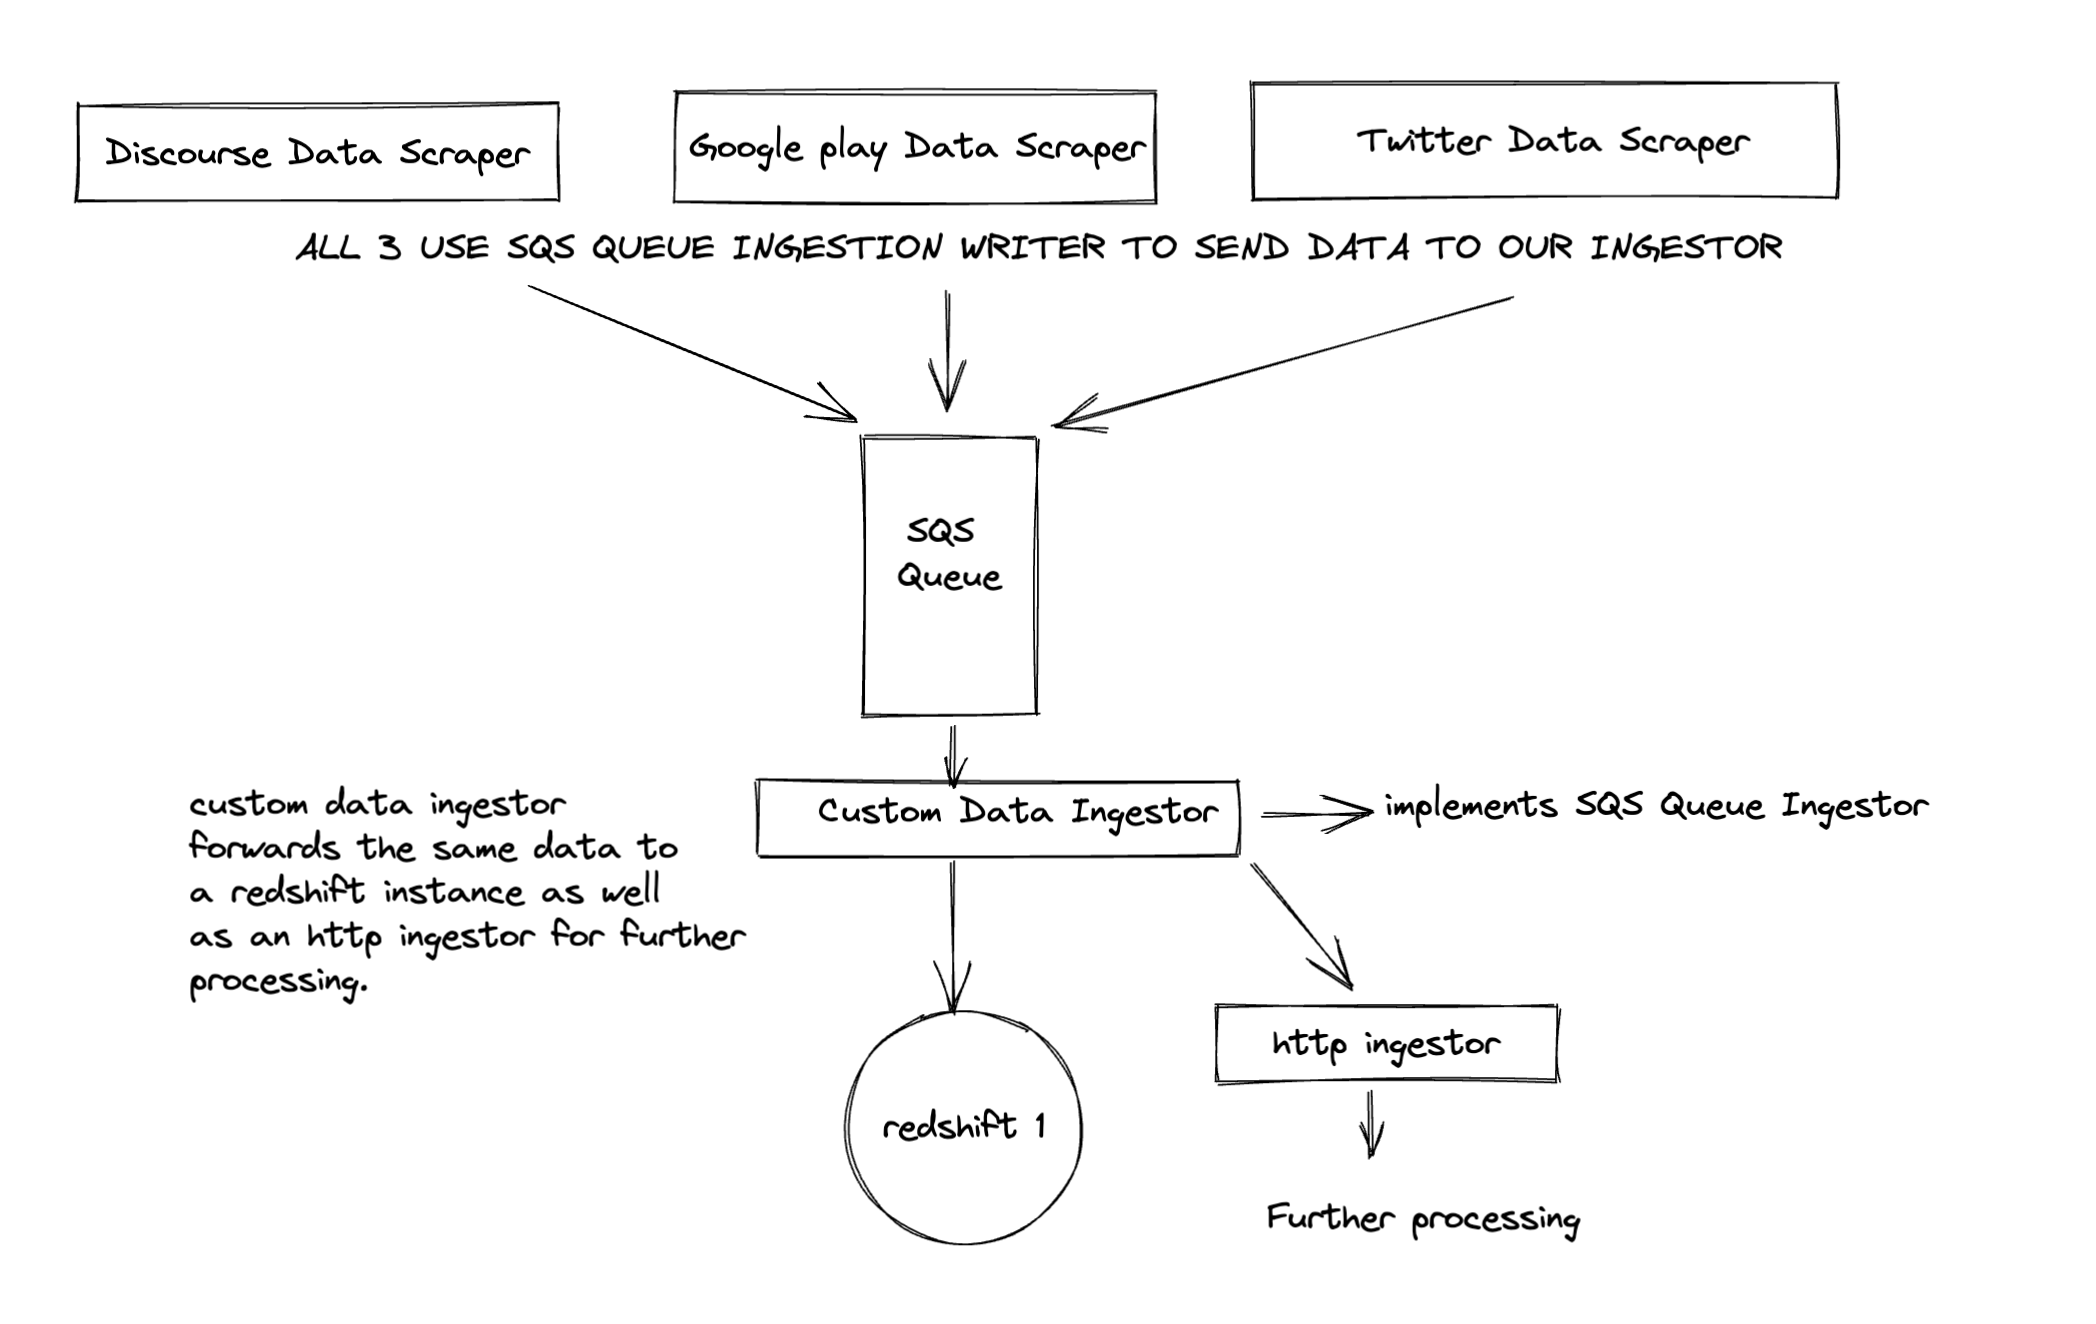 Discourse Data Scraper
Google play Data Scraper
Twitter Data Scraper
ALL 3 USE SQS QUEUE INGESTION WRITER TO SEND DATA TO OUR INGESTOR
SQS
Queue
Custom Data Ingestor
implements SQS Queue Ingestor
custom data ingestor
forwards the same data to
a redshift instance as well
as an http ingestor for further
processing.
http ingestor
redshift 1
Further processing